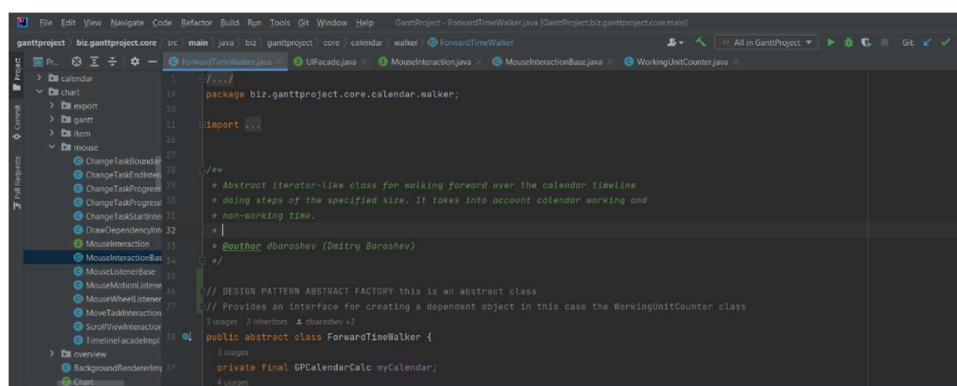 File Edit View Navigate Code Refactor Build Run Tools Git Window Help GanttProject - ForwardTimeWalker.java [GanttProject.biz.ganttproject.core.main]
ganttproject biz.ganttproject.core src main java biz ganttproject core calendar walker ForwardTimeWalker All in GanttProject Git:
Pr... ForwardTimeWalker.java UIFacade.java MouseInteraction.java MouseInteractionBase.java WorkingUnitCounter.java
Project
Commit
Pull Requests
calendar
chart
export
gantt
item
mouse
ChangeTaskBoundar
ChangeTaskEndInter
ChangeTaskProgress
ChangeTaskProgress
ChangeTaskStartInte
DrawDependencyInte
MouseInteraction
MouseInteractionBas
MouseListenerBase
MouseMotionListene
MouseWheelListener
MoveTaskInteraction
ScrollViewInteraction
TimelineFacadeImpl
overview
BackgroundRendererImp
Chart
1 /.../
19 package biz.ganttproject.core.calendar.walker;
20
21 import ...
26
27
28 /**
29 * Abstract iterator-like class for walking forward over the calendar timeline
30 * doing steps of the specified size. It takes into account calendar working and
31 * non-working time.
32 *
33 * @author dbarashev (Dmitry Barashev)
34 */
35
36 // DESIGN PATTERN ABSTRACT FACTORY this is an abstract class
37 // Provides an interface for creating a dependent object in this case the WorkingUnitCounter class
3 usages 2 inheritors dbarashev +2
38 public abstract class ForwardTimeWalker {
3 usages
39 private final GPCalendarCalc myCalendar;
4 usages